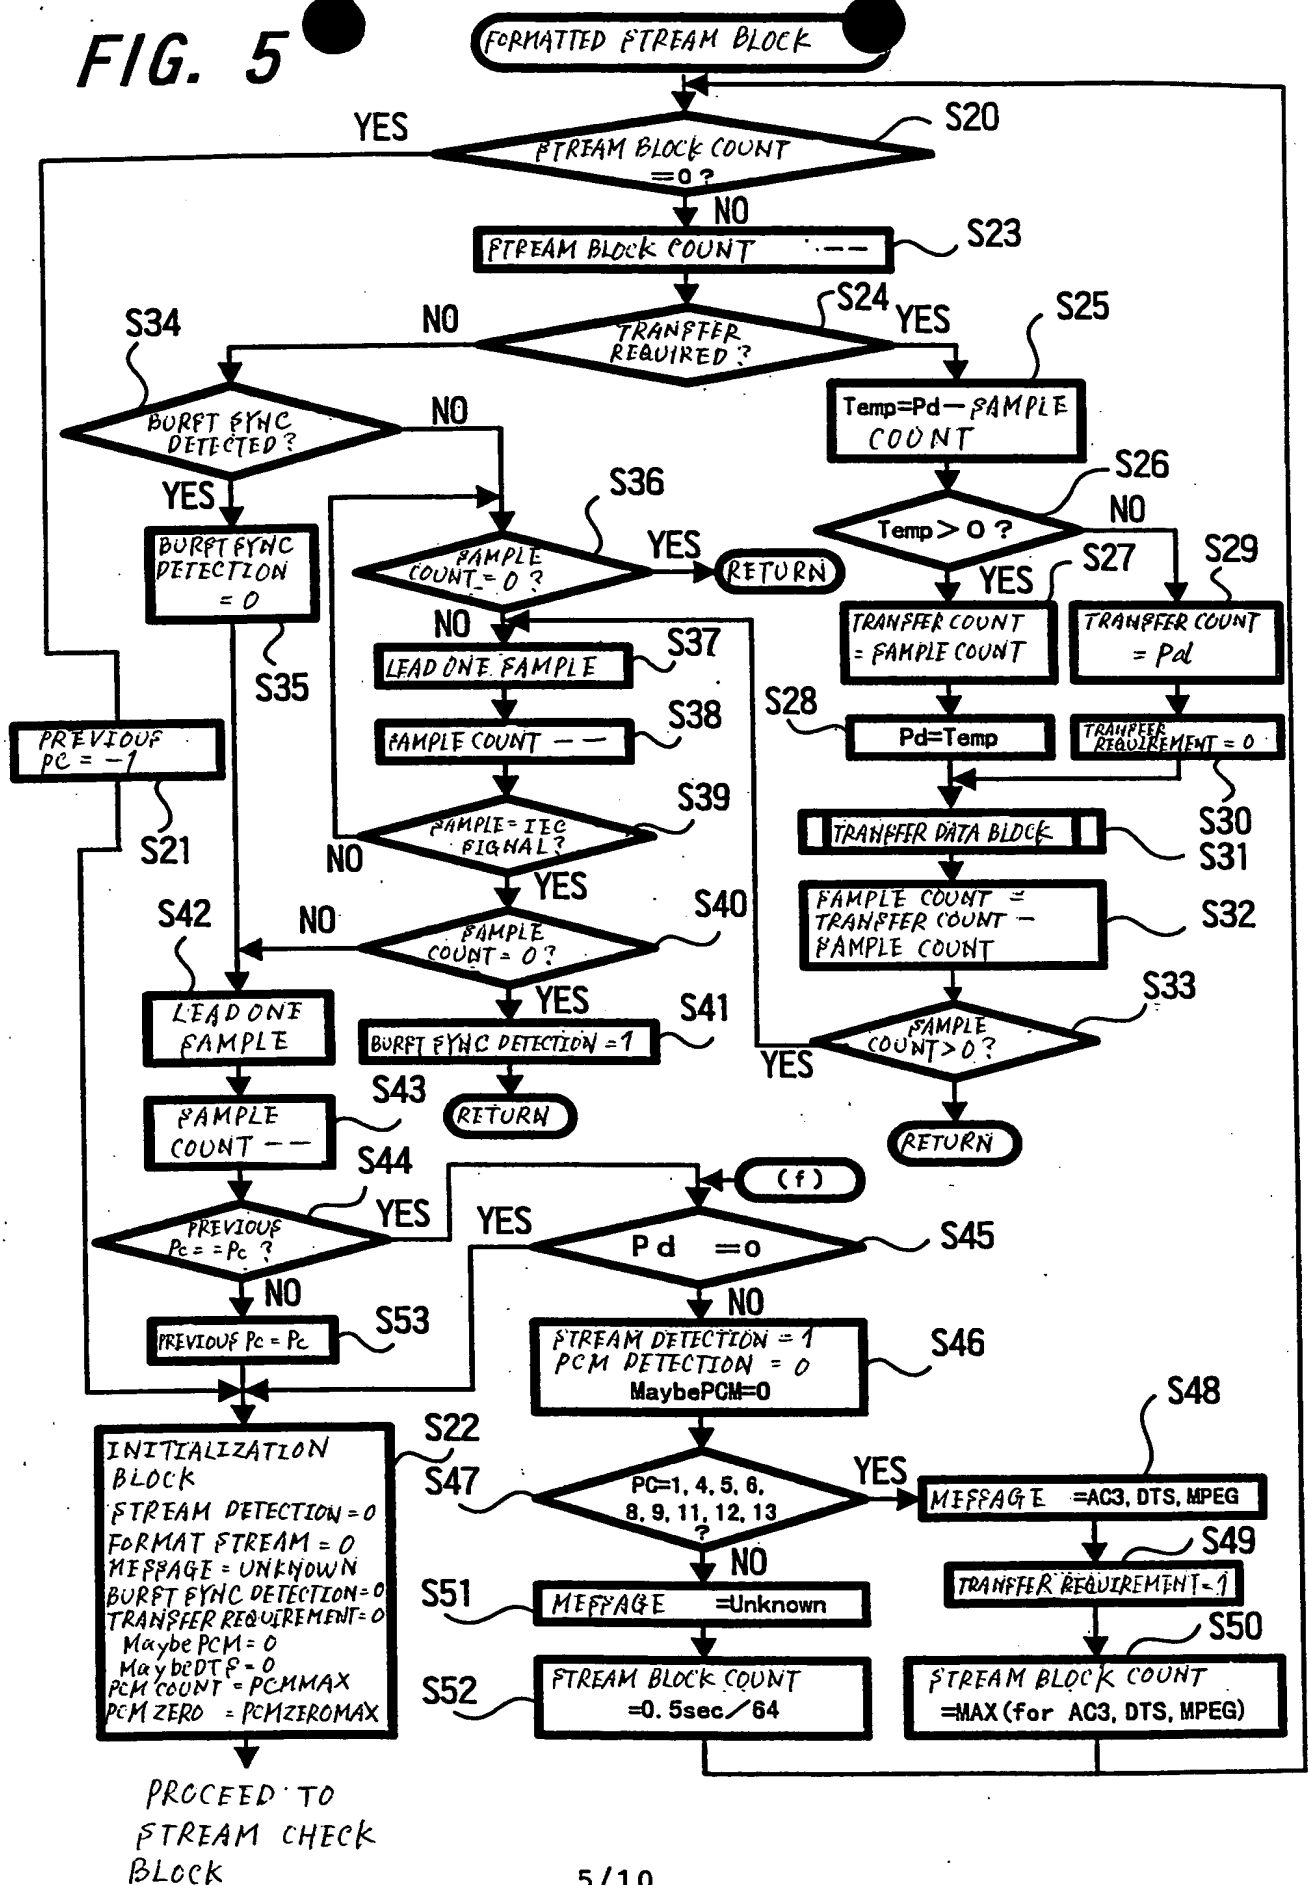 FIG. 5
FORMATTED STREAM BLOCK
YES
S20
STREAM BLOCK COUNT
=0?
NO
STREAM BLOCK COUNT --
S23
S34
NO
TRANSFER
REQUIRED?
S24
YES
S25
BURST SYNC
DETECTED?
NO
Temp=Pd-SAMPLE
COUNT
YES
S36
S26
Temp>0?
NO
BURST SYNC
DETECTION
=0
SAMPLE
COUNT=0?
YES
RETURN
YES
S27
S29
S35
NO
LEAD ONE SAMPLE
S37
TRANSFER COUNT
=SAMPLE COUNT
TRANSFER COUNT
=Pd
PREVIOUS
PC=-1
SAMPLE COUNT --
S38
S28
Pd=Temp
TRANSFER
REQUIREMENT=0
S21
SAMPLE=IEC
SIGNAL?
S39
NO
YES
TRANSFER DATA BLOCK
S30
S31
S42
NO
SAMPLE
COUNT=0?
S40
SAMPLE COUNT =
TRANSFER COUNT -
SAMPLE COUNT
S32
LEAD ONE
SAMPLE
YES
BURST SYNC DETECTION=1
S41
SAMPLE
COUNT>0?
S33
YES
SAMPLE
COUNT --
S43
RETURN
RETURN
S44
(f)
PREVIOUS
Pc==Pc?
YES
YES
Pd =0
S45
NO
PREVIOUS Pc=Pc
S53
NO
STREAM DETECTION=1
PCM DETECTION=0
MaybePCM=0
S46
INITIALIZATION
BLOCK
STREAM DETECTION=0
FORMAT STREAM=0
MESSAGE=UNKNOWN
BURST SYNC DETECTION=0
TRANSFER REQUIREMENT=0
MaybePCM=0
MaybeDTS=0
PCM COUNT=PCMMAX
PCM ZERO =PCMZEROMAX
S22
S47
PC=1, 4, 5, 6,
8, 9, 11, 12, 13
?
YES
S48
MESSAGE =AC3, DTS, MPEG
NO
S49
TRANSFER REQUIREMENT=1
S51
MESSAGE =Unknown
S50
S52
STREAM BLOCK COUNT
=0.5sec/64
STREAM BLOCK COUNT
=MAX(for AC3, DTS, MPEG)
PROCEED TO
STREAM CHECK
BLOCK
5/10